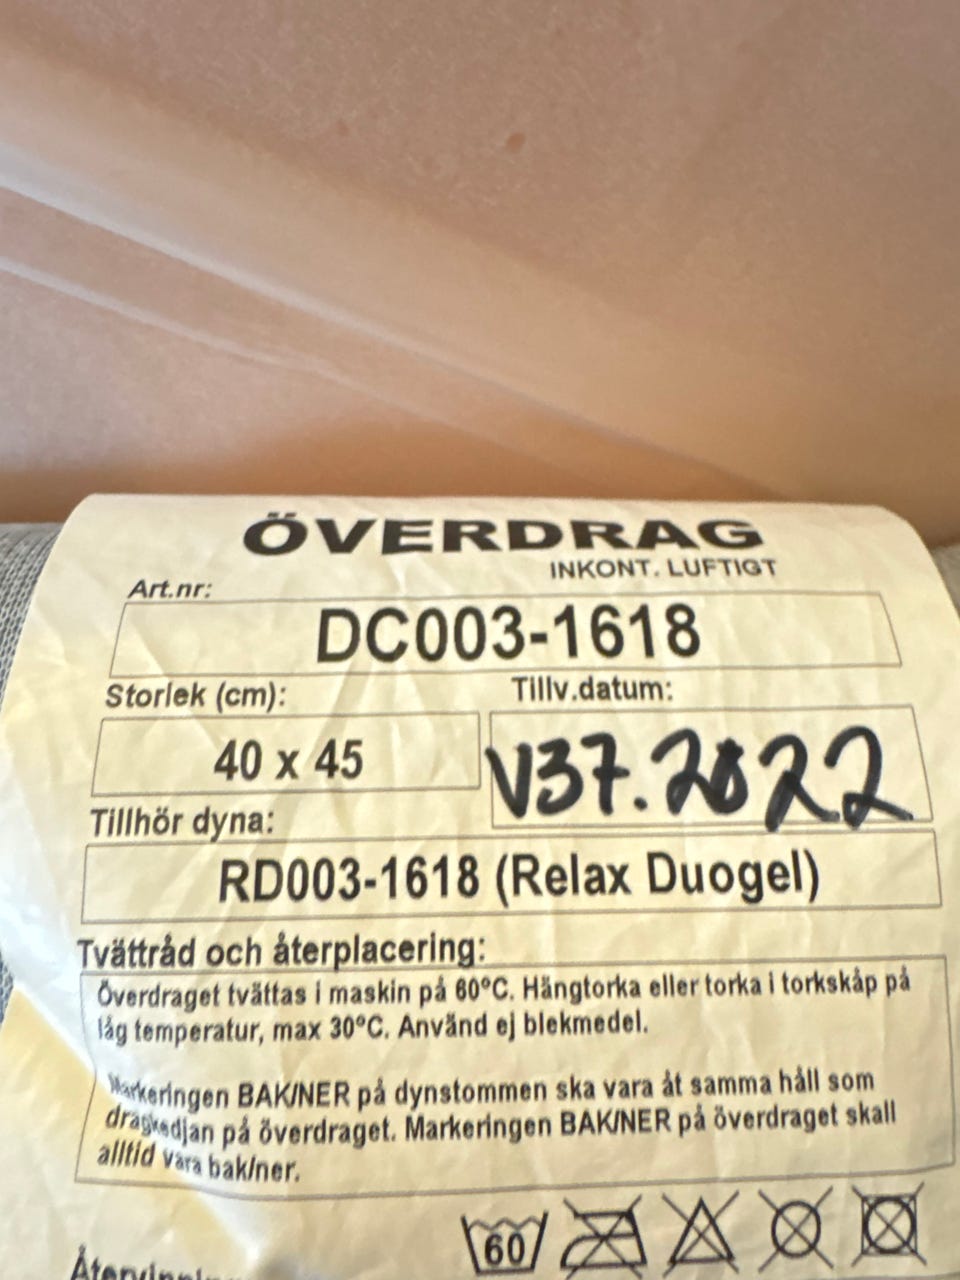 ÖVERDRAG
INKONT. LUFTIGT
Art.nr:
DC003-1618
Storlek (cm):
Tillv.datum:
40 x 45
V37.2022
Tillhör dyna:
RD003-1618 (Relax Duogel)
Tvättråd och återplacering:
Överdraget tvättas i maskin på 60°C. Hängtorka eller torka i torkskåp på
låg temperatur, max 30°C. Använd ej blekmedel.
Markeringen BAK/NER på dynstommen ska vara åt samma håll som
dragkedjan på överdraget. Markeringen BAK/NER på överdraget skall
alltid vara bak/ner.
60